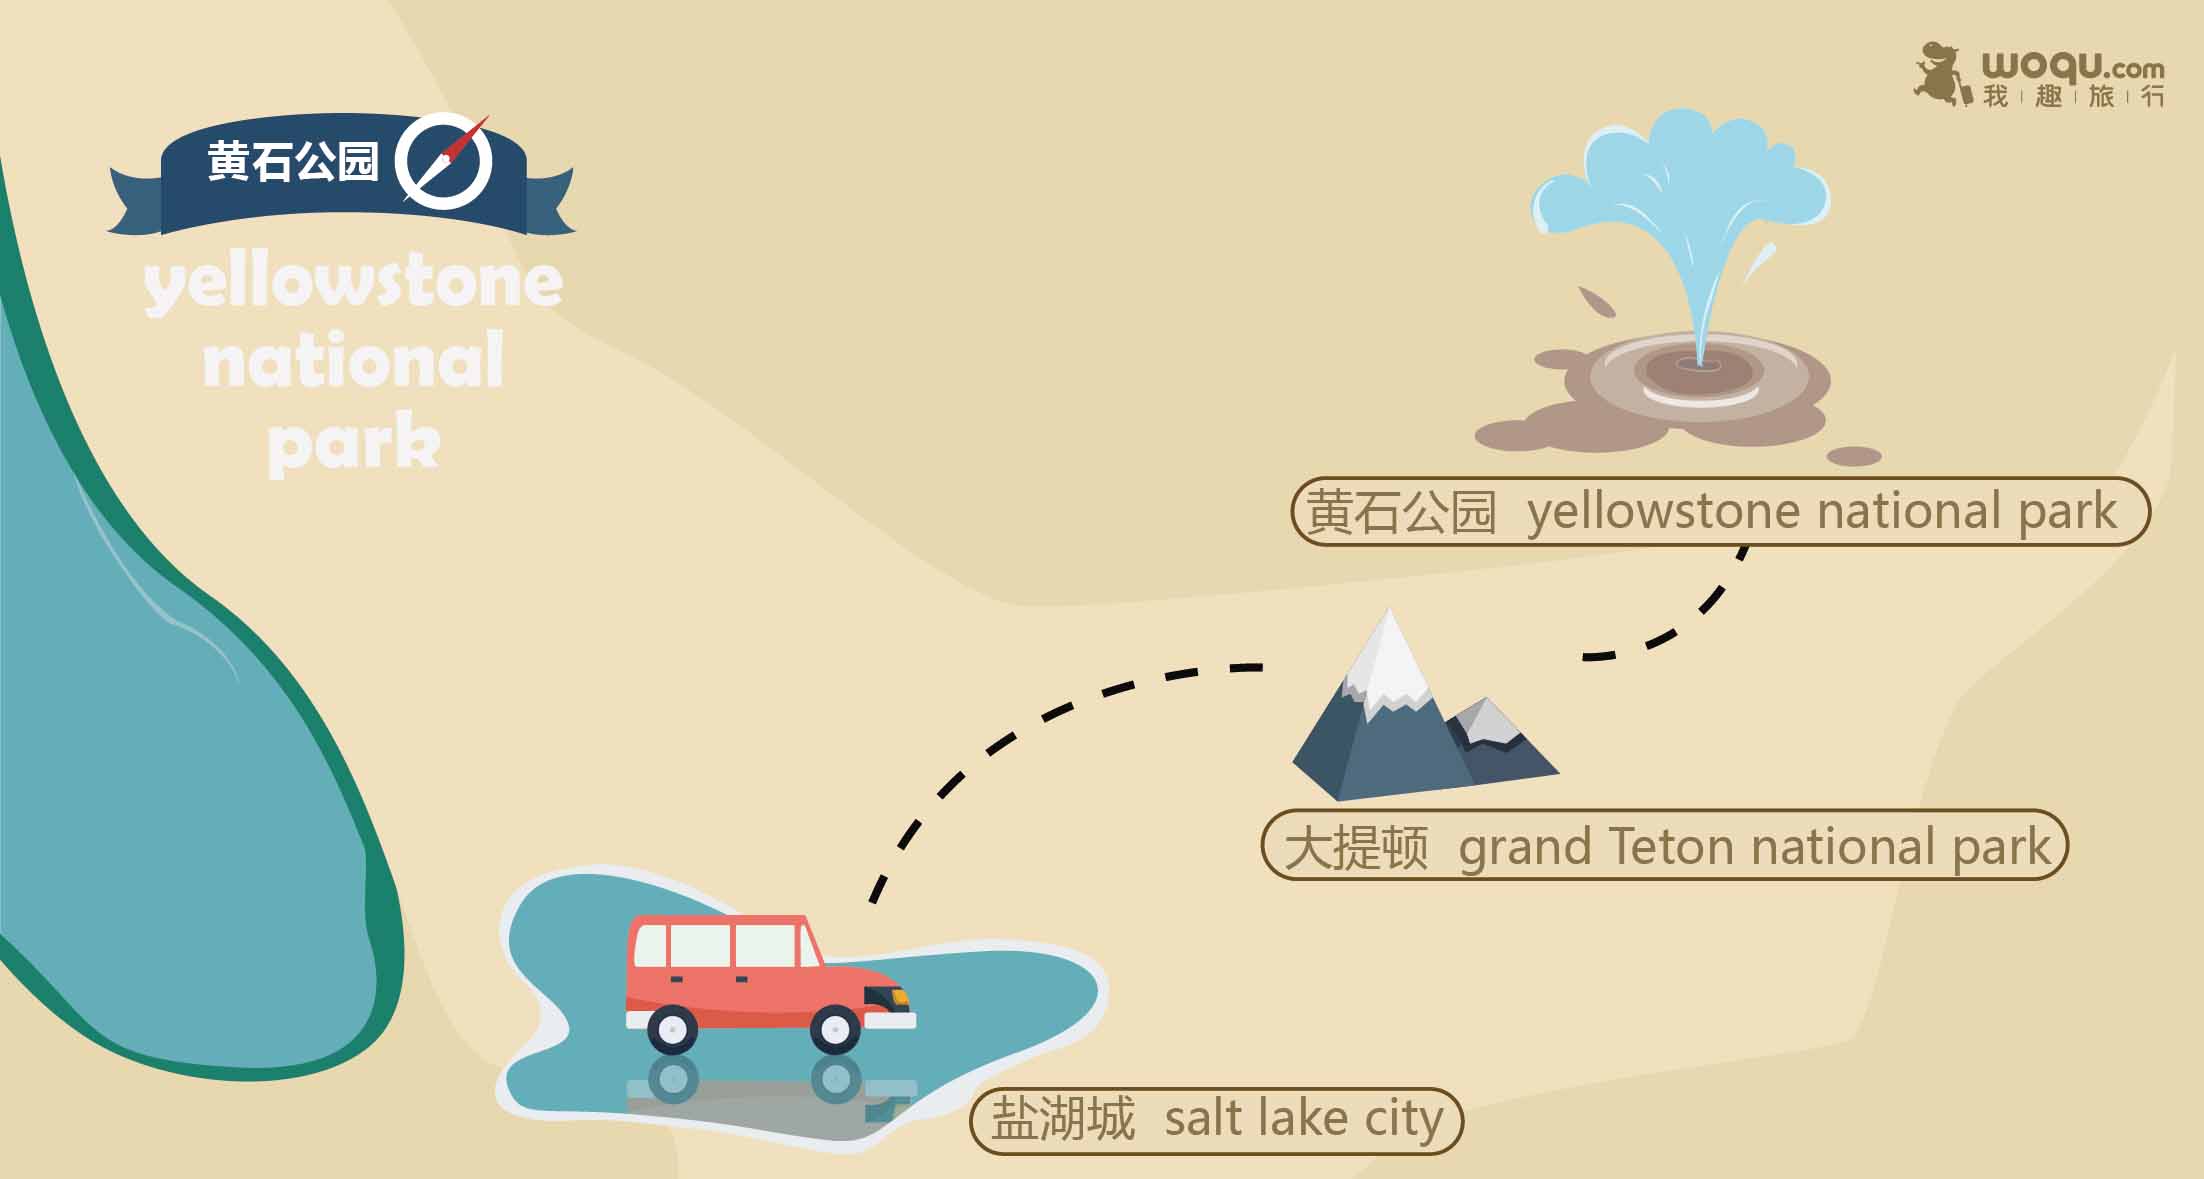 woqu.com
我趣旅行
黄石公园
yellowstone
national
park
黄石公园 yellowstone national park
大提顿 grand Teton national park
盐湖城 salt lake city